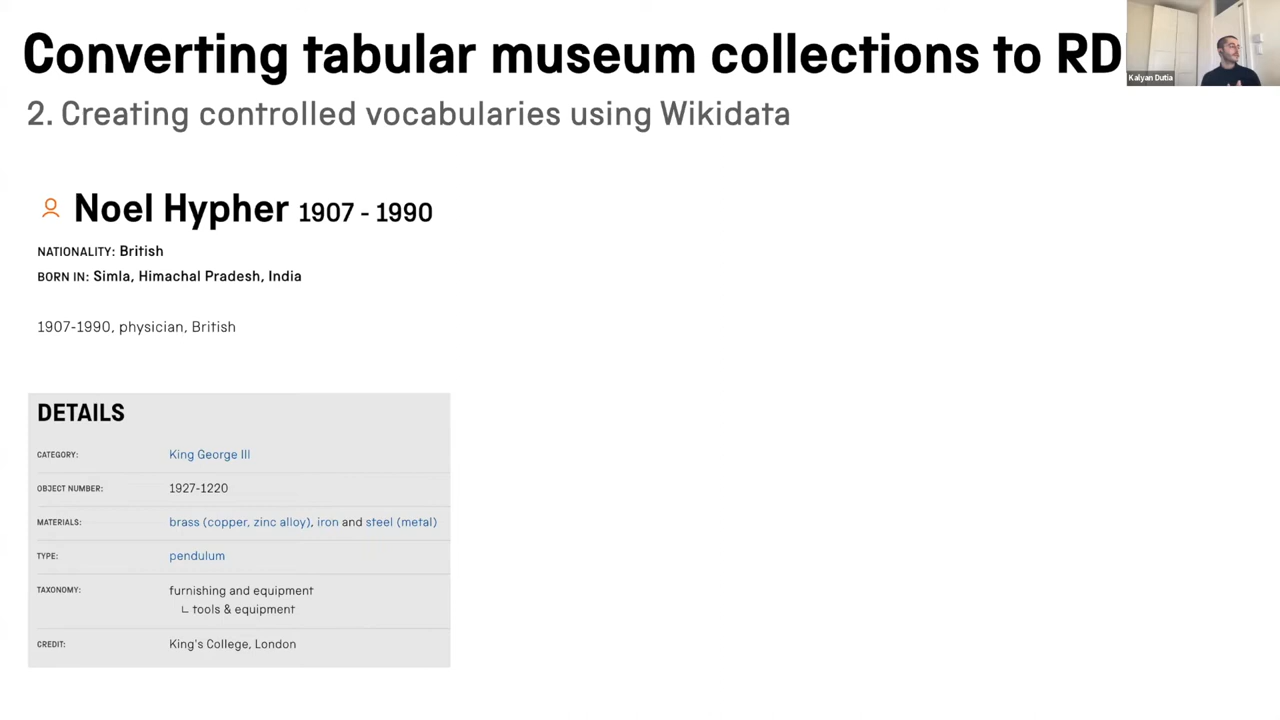 Converting tabular museum collections to RD
Kalyan Dutia
2. Creating controlled vocabularies using Wikidata
Noel Hypher 1907 - 1990
NATIONALITY: British
BORN IN: Simla, Himachal Pradesh, India
1907-1990, physician, British
DETAILS
CATEGORY: King George III
OBJECT NUMBER: 1927-1220
MATERIALS: brass (copper, zinc alloy), iron and steel (metal)
TYPE: pendulum
TAXONOMY: furnishing and equipment
tools & equipment
CREDIT: King's College, London